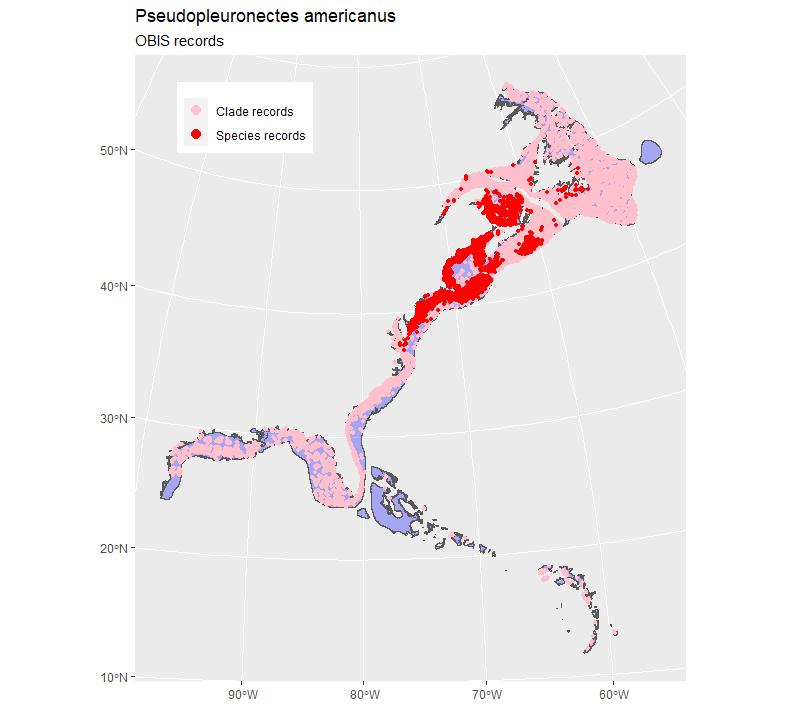 Pseudopleuronectes americanus
OBIS records
Clade records
Species records
50°N
40°N
30°N
20°N
10°N
90°W 80°W 70°W 60°W